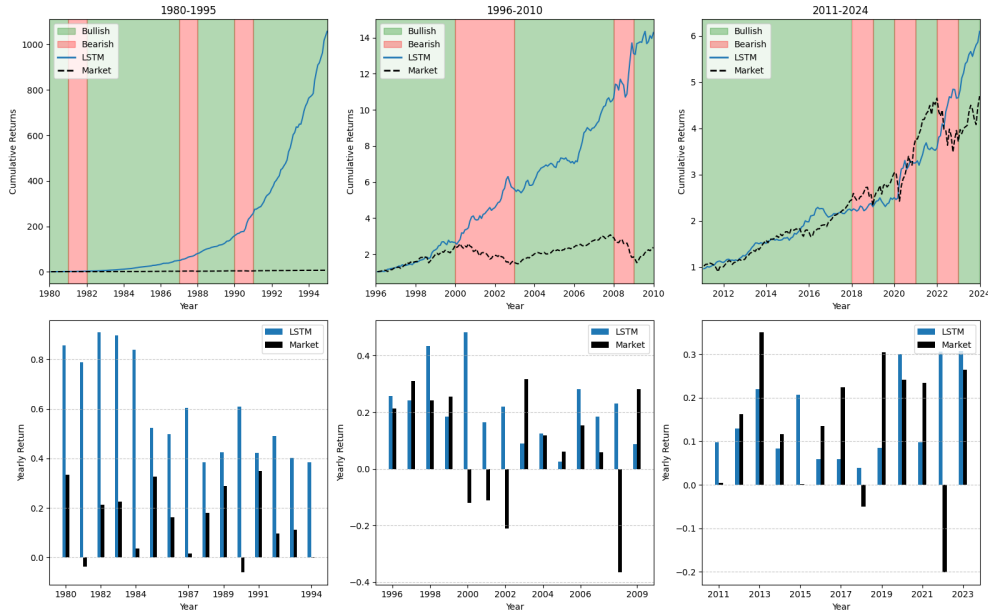 1980-1995
Bullish
Bearish
LSTM
Market
Cumulative Returns
1000
800
600
400
200
0
1980 1982 1984 1986 1988 1990 1992 1994
Year
1996-2010
Bullish
Bearish
LSTM
Market
Cumulative Returns
14
12
10
8
6
4
2
1996 1998 2000 2002 2004 2006 2008 2010
Year
2011-2024
Bullish
Bearish
LSTM
Market
Cumulative Returns
6
5
4
3
2
1
2012 2014 2016 2018 2020 2022 2024
Year
LSTM
Market
Yearly Return
0.8
0.6
0.4
0.2
0.0
1980 1982 1984 1985 1987 1989 1991 1992 1994
Year
LSTM
Market
Yearly Return
0.4
0.2
0.0
−0.2
−0.4
1996 1998 2000 2002 2004 2006 2007 2009
Year
LSTM
Market
Yearly Return
0.3
0.2
0.1
0.0
−0.1
−0.2
2011 2013 2015 2017 2019 2021 2023
Year